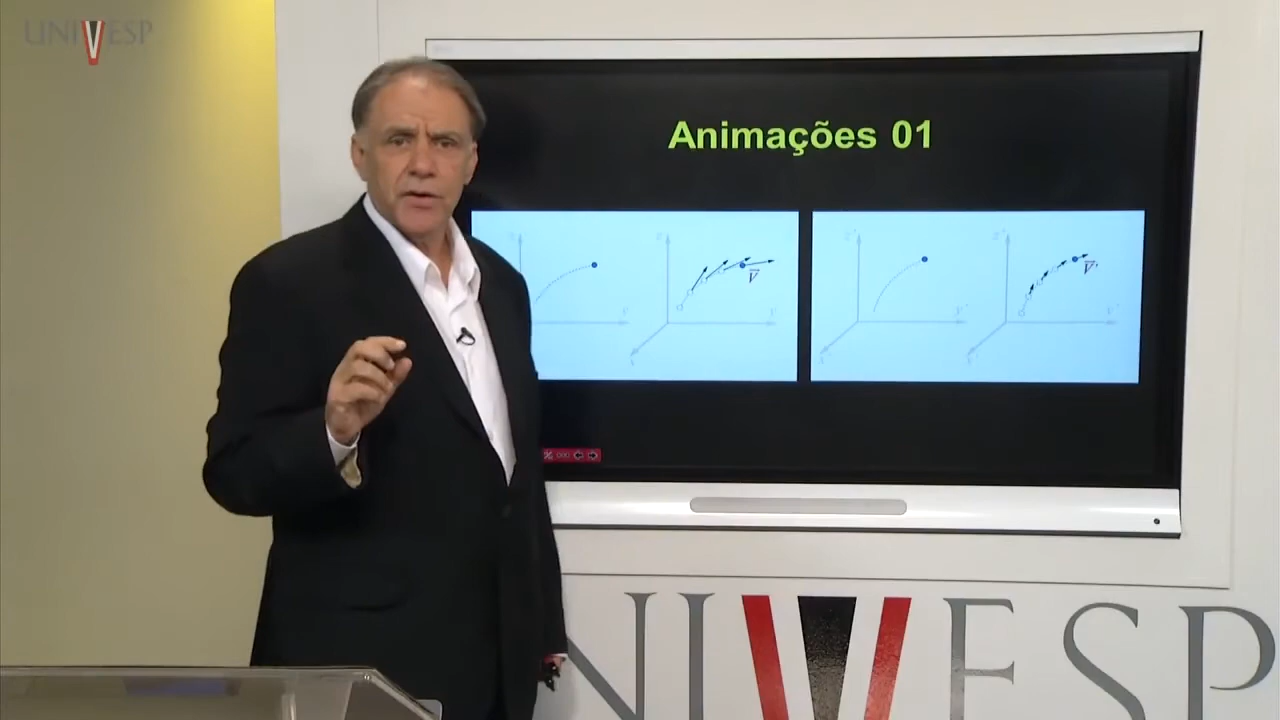 UNIVESP
Animações 01
z
z
V
y
y
z'
z'
V'
y'
y'
x'
UNIVESP